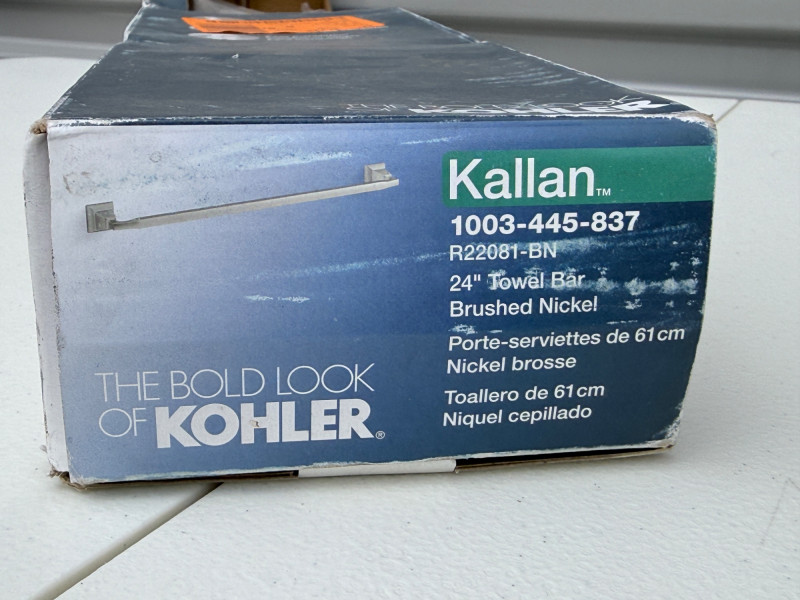 Kallan™
1003-445-837
R22081-BN
24" Towel Bar
Brushed Nickel
Porte-serviettes de 61cm
Nickel brosse
Toallero de 61cm
Niquel cepillado
THE BOLD LOOK
OF KOHLER®